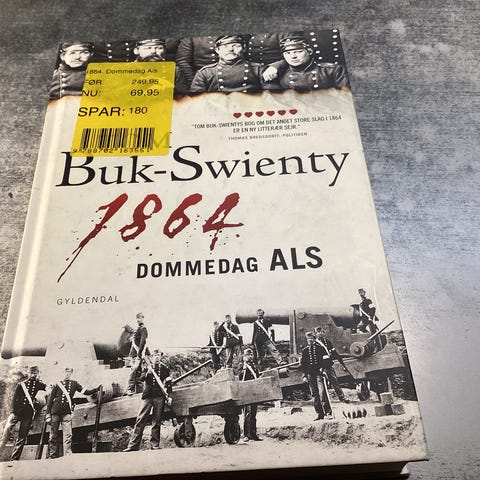 1864. Dommedag Als
FØR: 249,95
NU: 69,95
SPAR: 180
9788702163551
♥♥♥♥♥♥
"TOM BUK-SWIENTYS BOG OM DET ANDET STORE SLAG I 1864
ER EN NY LITTERÆR SEJR."
THOMAS BREDSDORFF, POLITIKEN
M
Buk-Swienty
1864
DOMMEDAG ALS
GYLDENDAL